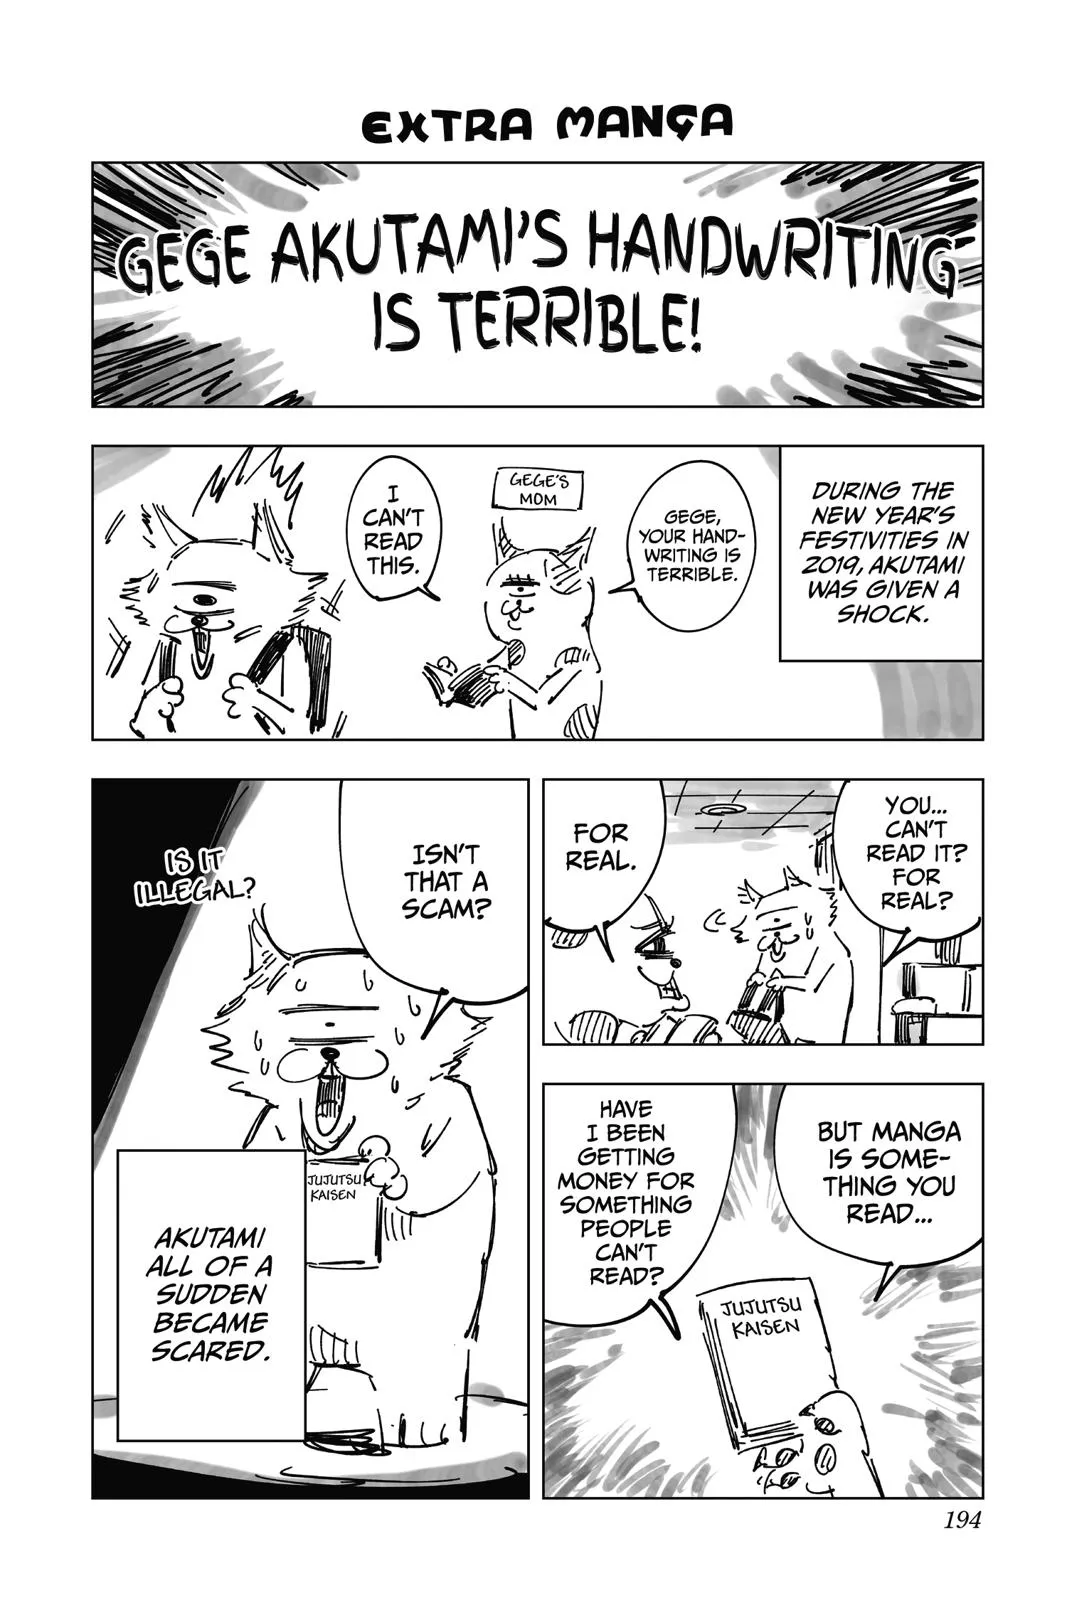 EXTRA MANGA
GEGE AKUTAMI'S HANDWRITING
IS TERRIBLE!
DURING THE
NEW YEAR'S
FESTIVITIES IN
2019, AKUTAMI
WAS GIVEN A
SHOCK.
GEGE,
YOUR HAND-
WRITING IS
TERRIBLE.
GEGE'S
MOM
I
CAN'T
READ
THIS.
YOU...
CAN'T
READ IT?
FOR
REAL?
FOR
REAL.
BUT MANGA
IS SOME-
THING YOU
READ...
HAVE
I BEEN
GETTING
MONEY FOR
SOMETHING
PEOPLE
CAN'T
READ?
JUJUTSU
KAISEN
ISN'T
THAT A
SCAM?
IS IT
ILLEGAL?
JUJUTSU
KAISEN
AKUTAMI
ALL OF A
SUDDEN
BECAME
SCARED.
194